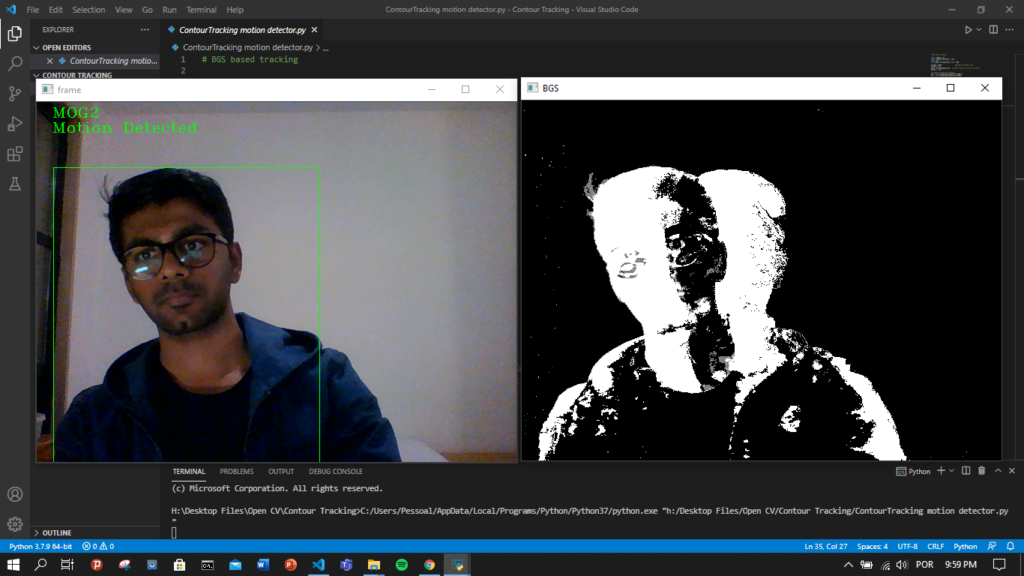 File Edit Selection View Go Run Terminal Help
ContourTracking motion detector.py - Contour Tracking - Visual Studio Code
EXPLORER
OPEN EDITORS
ContourTracking motio...
CONTOUR TRACKING
ContourTracking motion detector.py
ContourTracking motion detector.py > ...
1 # BGS based tracking
2
frame
MOG2
Motion Detected
BGS
TERMINAL PROBLEMS OUTPUT DEBUG CONSOLE
Python
(c) Microsoft Corporation. All rights reserved.
H:\Desktop Files\Open CV\Contour Tracking>C:/Users/Pessoal/AppData/Local/Programs/Python/Python37/python.exe "h:/Desktop Files/Open CV/Contour Tracking/ContourTracking motion detector.py
"
OUTLINE
Python 3.7.9 64-bit 0 0
Ln 35, Col 27 Spaces: 4 UTF-8 CRLF Python
POR 9:59 PM